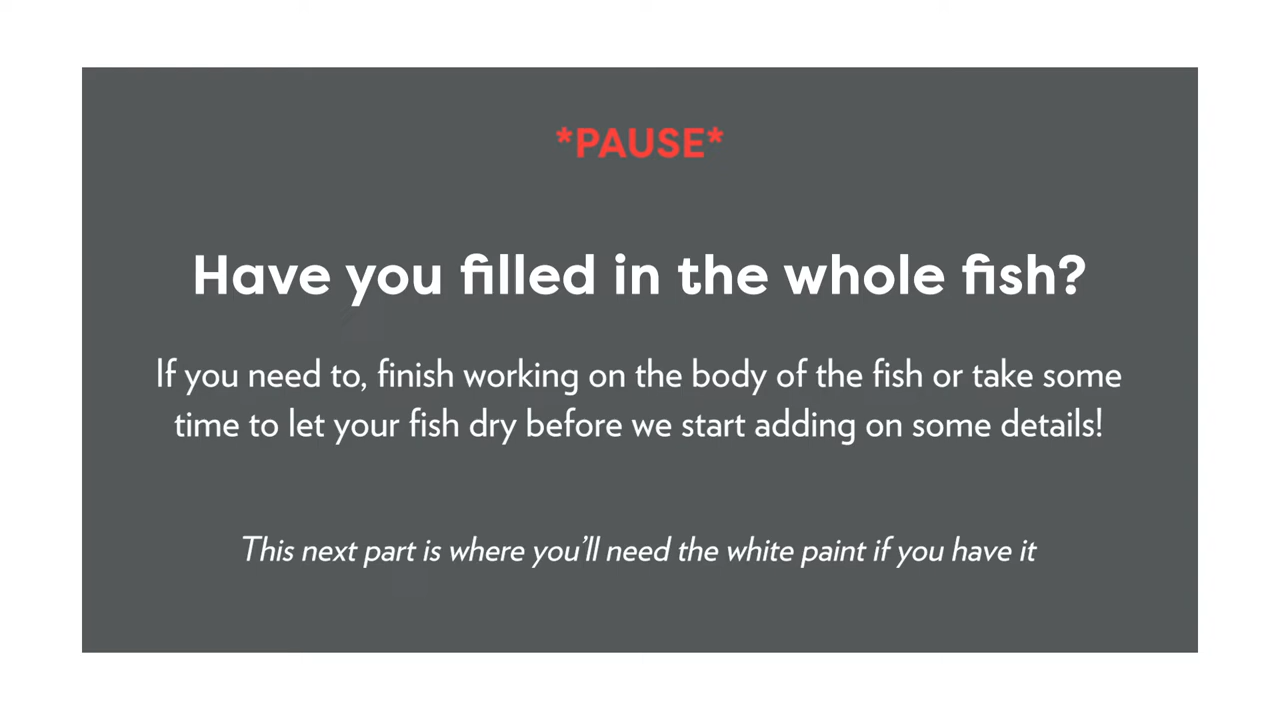 *PAUSE*
Have you filled in the whole fish?
If you need to, finish working on the body of the fish or take some
time to let your fish dry before we start adding on some details!
This next part is where you'll need the white paint if you have it